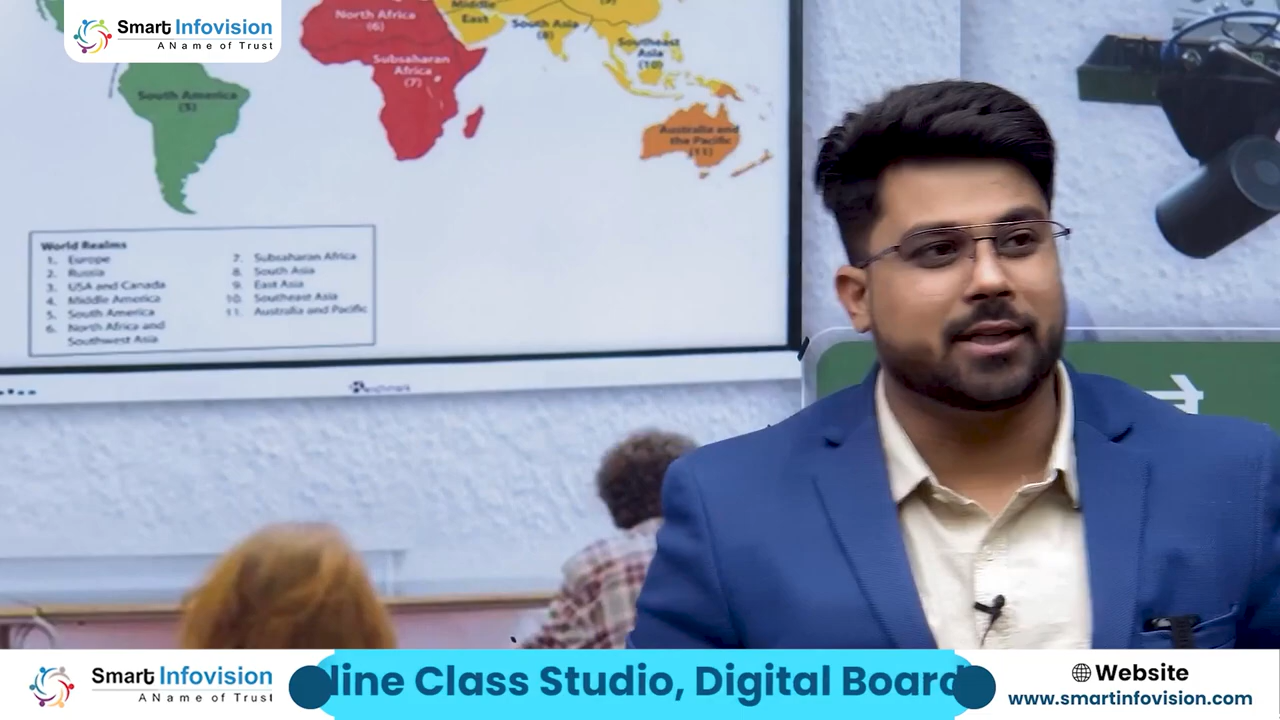 Smart Infovision
A Name of Trust
North Africa
(6)
Middle
East
South Asia
(8)
(9)
Southeast
Asia
(10)
Subsaharan
Africa
(7)
South America
(5)
Australia and
the Pacific
(11)
World Realms
1. Europe
2. Russia
3. USA and Canada
4. Middle America
5. South America
6. North Africa and
Southwest Asia
7. Subsaharan Africa
8. South Asia
9. East Asia
10. Southeast Asia
11. Australia and Pacific
Benchmark
Smart Infovision
A Name of Trust
line Class Studio, Digital Board
Website
www.smartinfovision.com